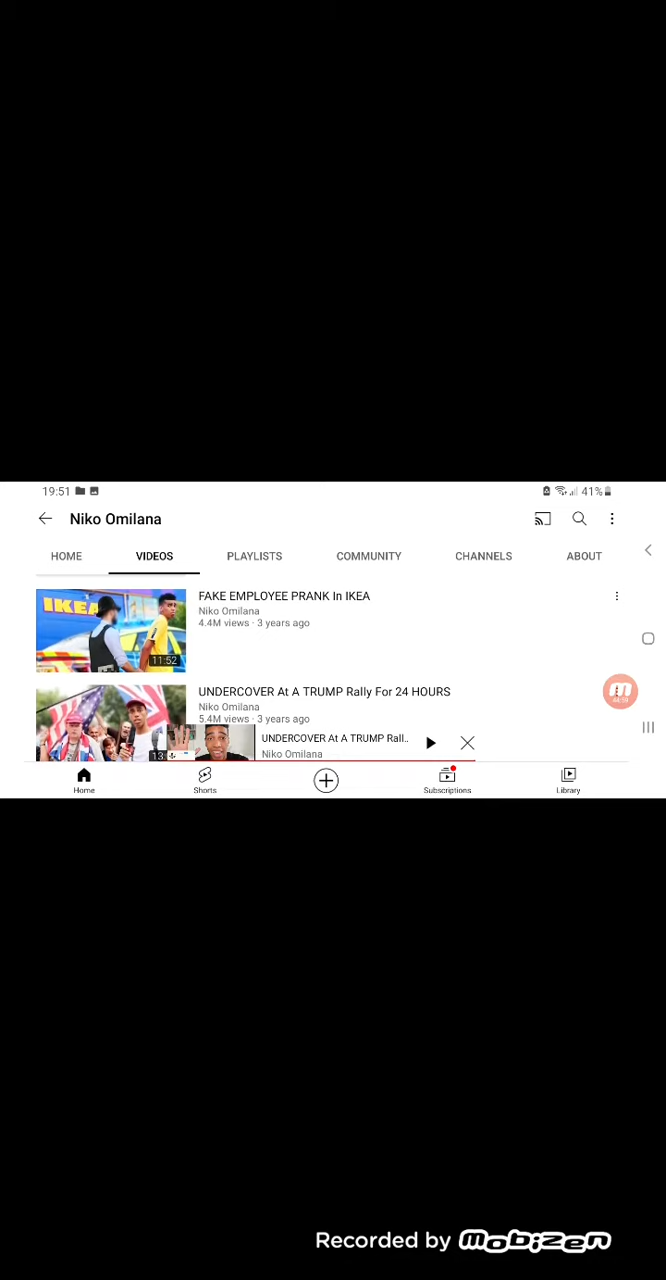 19:51
41%
Niko Omilana
HOME VIDEOS PLAYLISTS COMMUNITY CHANNELS ABOUT
IKEA
11:52
FAKE EMPLOYEE PRANK In IKEA
Niko Omilana
4.4M views · 3 years ago
UNDERCOVER At A TRUMP Rally For 24 HOURS
Niko Omilana
5.4M views · 3 years ago
13
UNDERCOVER At A TRUMP Rall..
Niko Omilana
Home Shorts Subscriptions Library
Recorded by mobizen